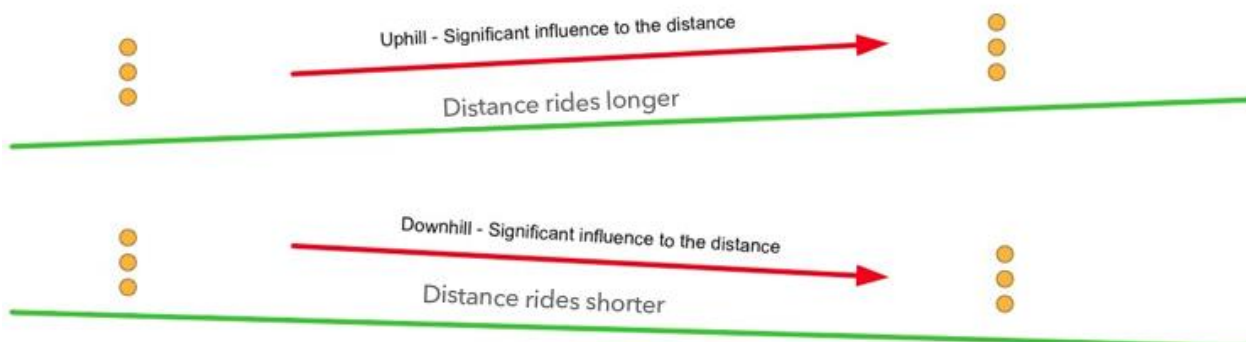 Uphill - Significant influence to the distance
Distance rides longer
Downhill - Significant influence to the distance
Distance rides shorter